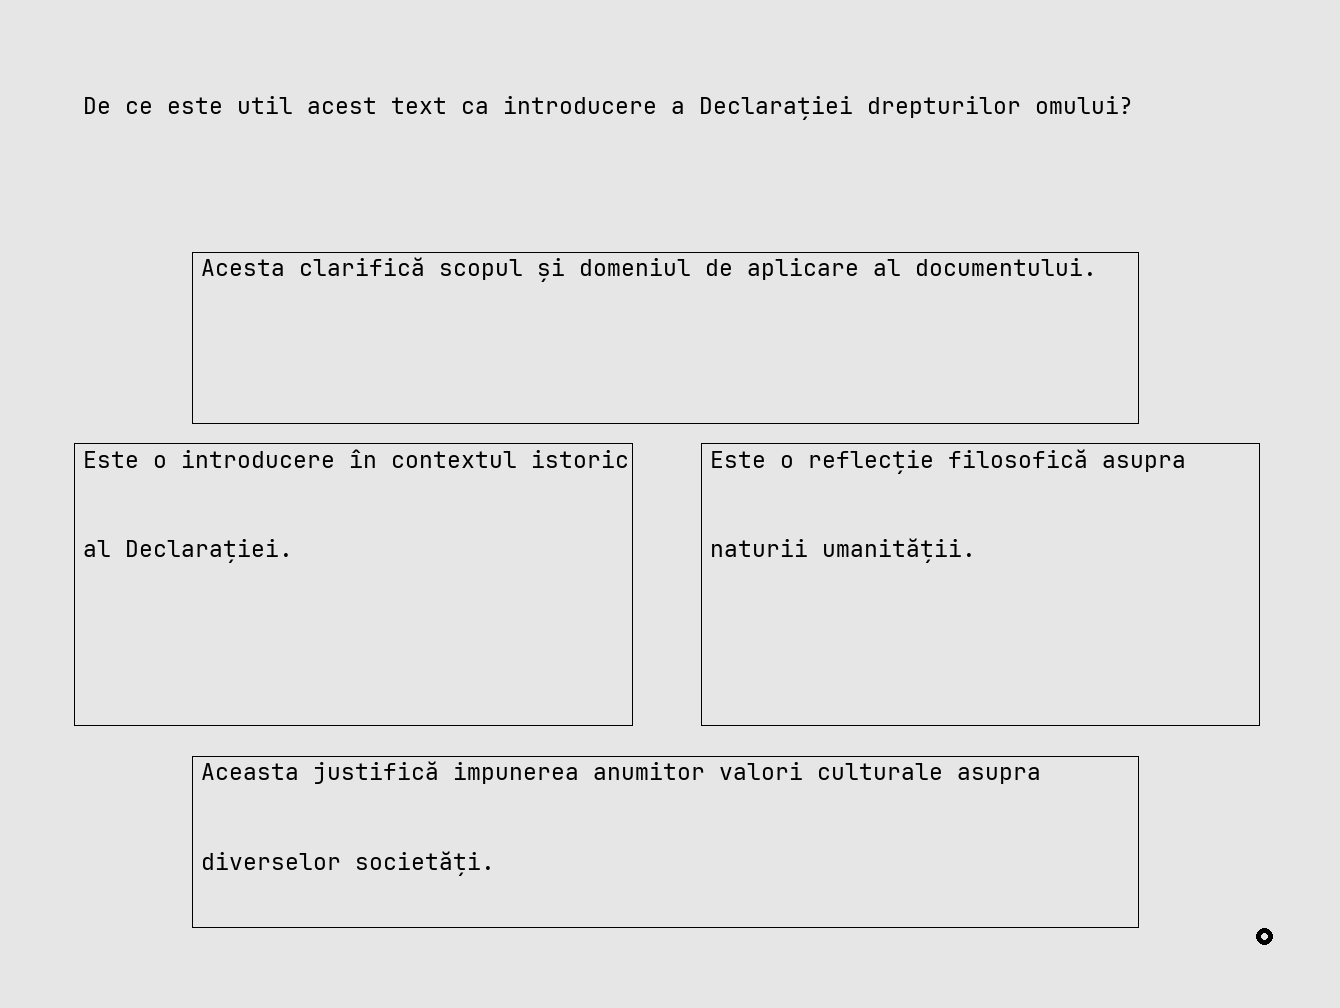 De ce este util acest text ca introducere a Declarației drepturilor omului?
Acesta clarifică scopul și domeniul de aplicare al documentului.
Este o introducere în contextul istoric
al Declarației.
Este o reflecție filosofică asupra
naturii umanității.
Aceasta justifică impunerea anumitor valori culturale asupra
diverselor societăți.